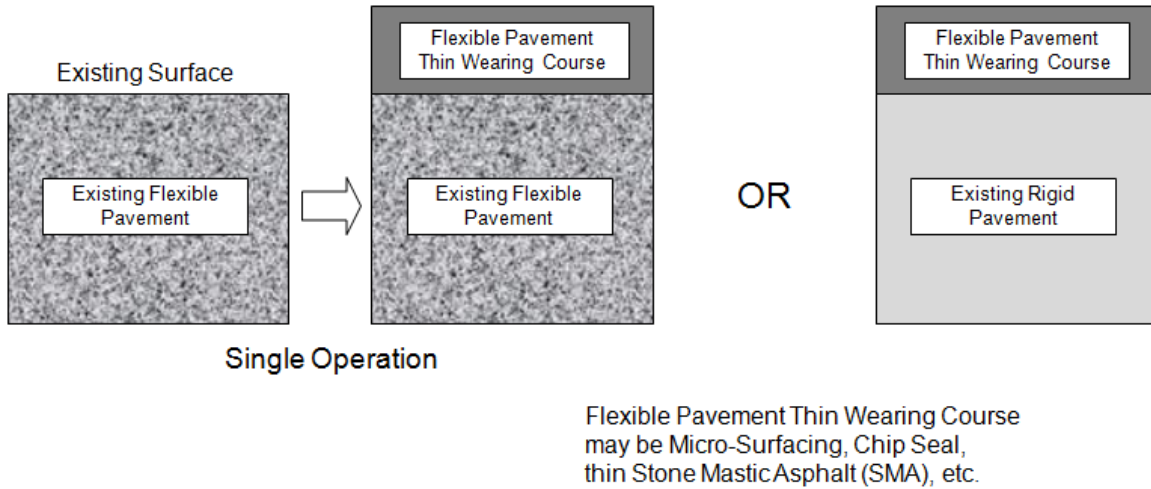 Existing Surface
Existing Flexible
Pavement
Flexible Pavement
Thin Wearing Course
Existing Flexible
Pavement
OR
Flexible Pavement
Thin Wearing Course
Existing Rigid
Pavement
Single Operation
Flexible Pavement Thin Wearing Course
may be Micro-Surfacing, Chip Seal,
thin Stone Mastic Asphalt (SMA), etc.